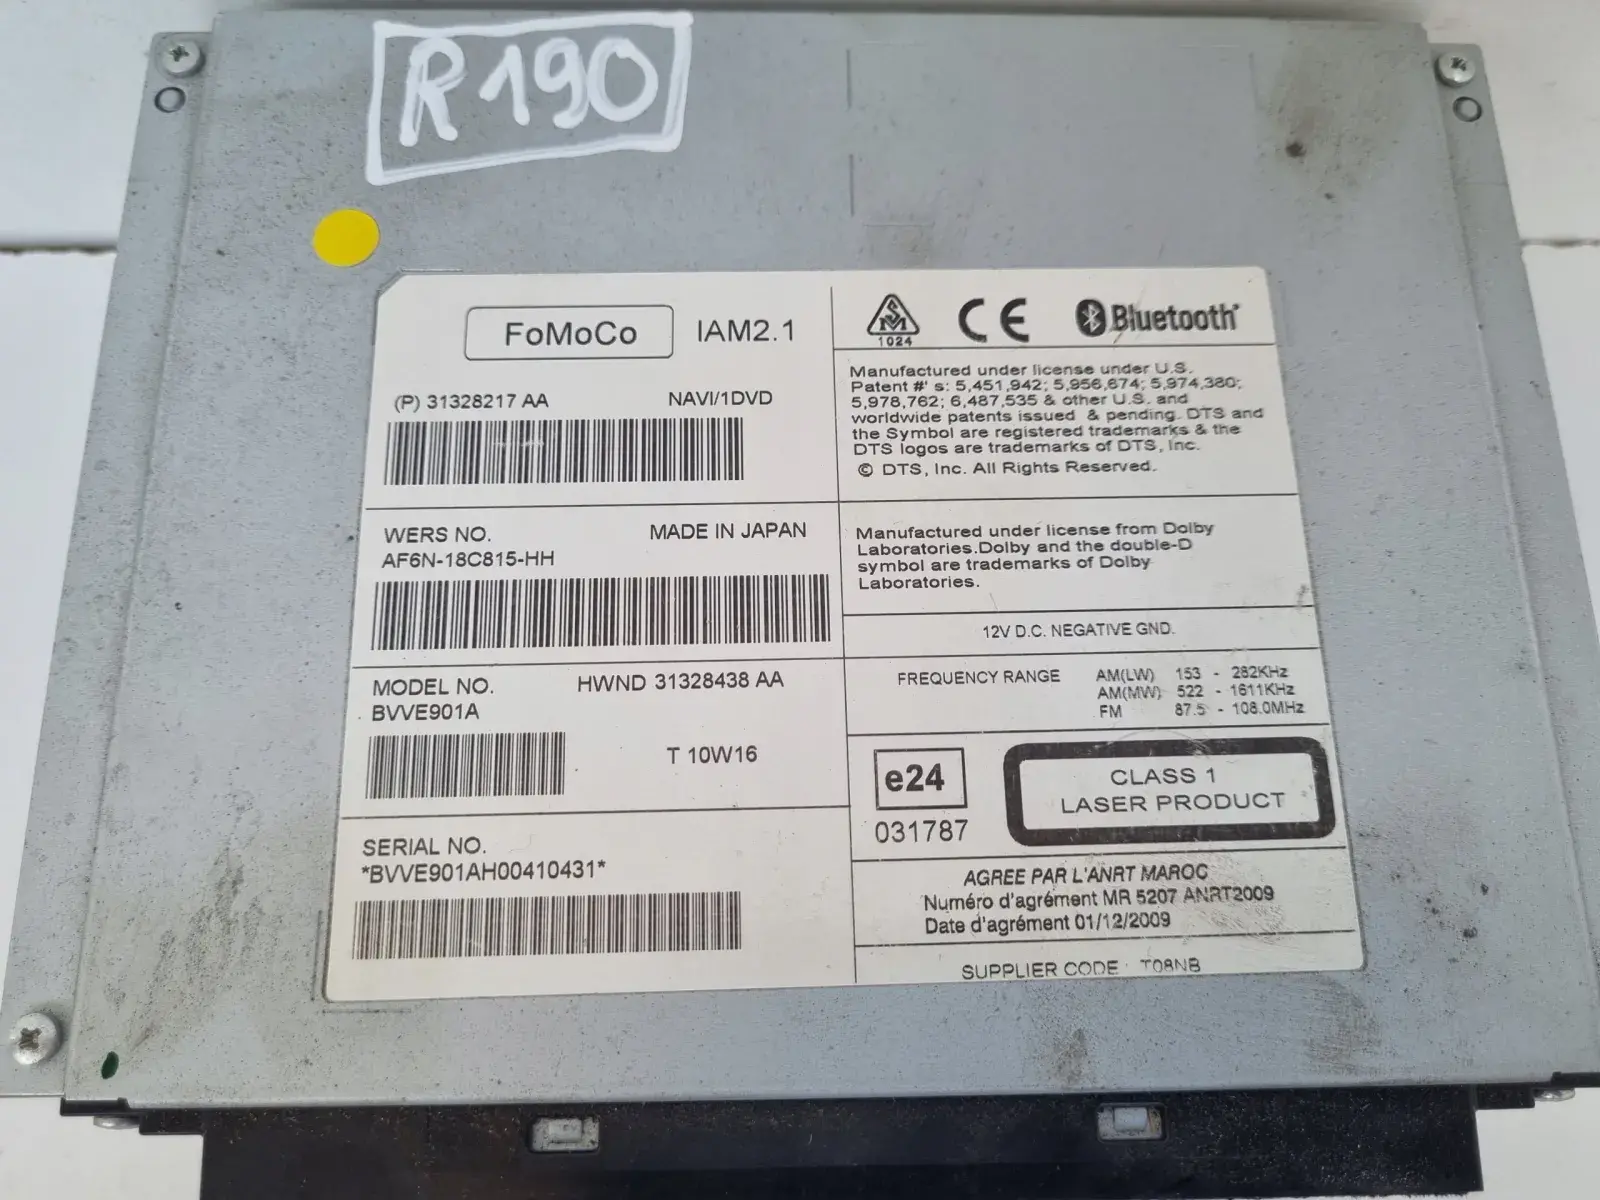 R190
FoMoCo IAM2.1
(P) 31328217 AA NAVI/1DVD
WERS NO. MADE IN JAPAN
AF6N-18C815-HH
MODEL NO. HWND 31328438 AA
BVVE901A
T 10W16
SERIAL NO.
*BVVE901AH00410431*
SM
1024
CE Bluetooth
Manufactured under license under U.S.
Patent #' s: 5,451,942; 5,956,674; 5,974,380;
5,978,762; 6,487,535 & other U.S. and
worldwide patents issued & pending. DTS and
the Symbol are registered trademarks & the
DTS logos are trademarks of DTS, Inc.
© DTS, Inc. All Rights Reserved.
Manufactured under license from Dolby
Laboratories.Dolby and the double-D
symbol are trademarks of Dolby
Laboratories.
12V D.C. NEGATIVE GND.
FREQUENCY RANGE AM(LW) 153 - 282KHz
AM(MW) 522 - 1611KHz
FM 87.5 - 108.0MHz
e24
031787
CLASS 1
LASER PRODUCT
AGREE PAR L'ANRT MAROC
Numéro d'agrément MR 5207 ANRT2009
Date d'agrément 01/12/2009
SUPPLIER CODE : T08NB